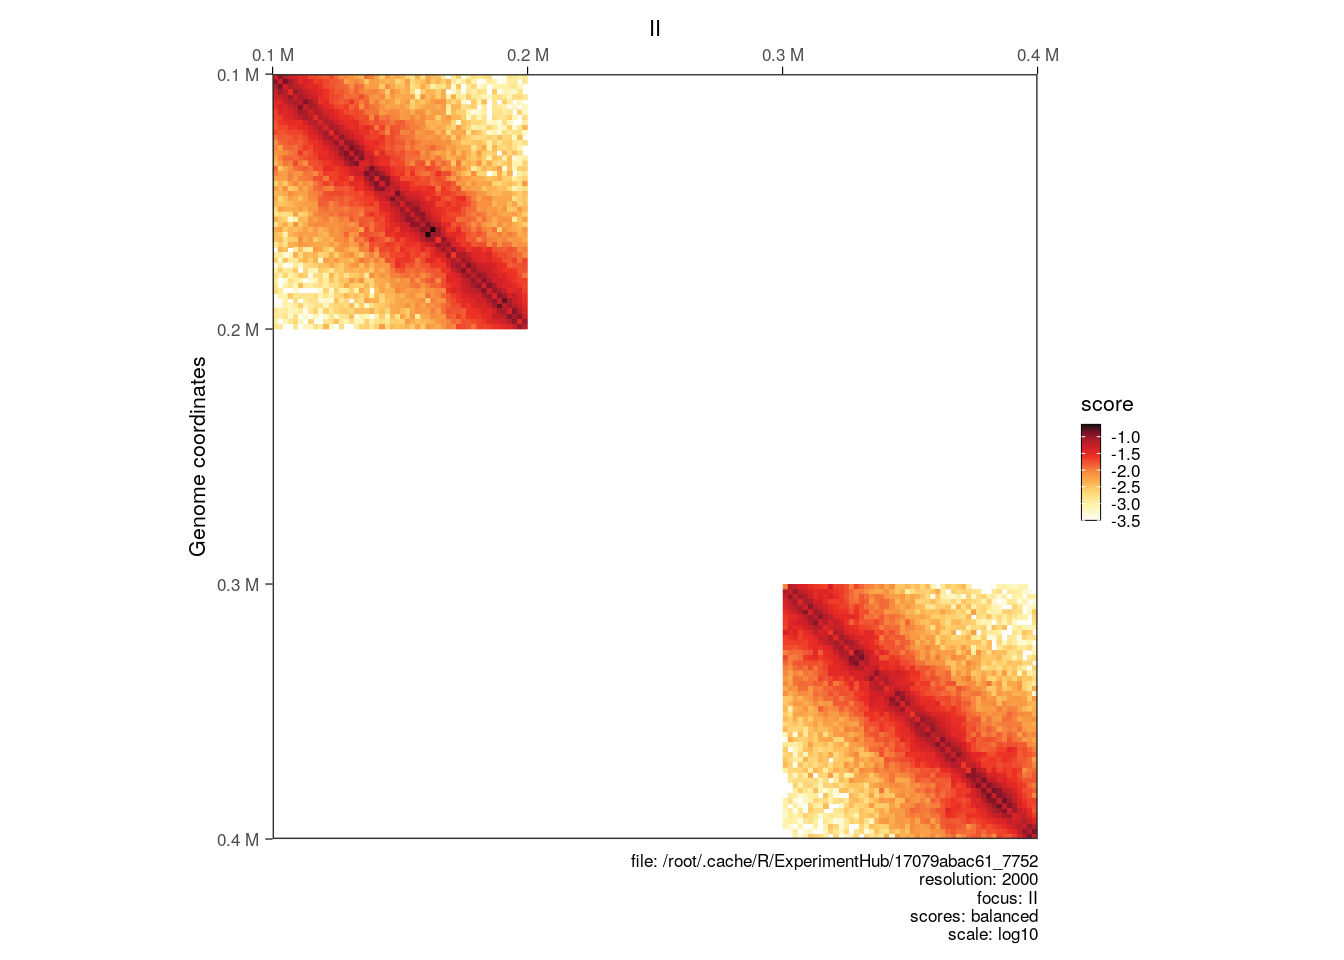 II
0.1 M 0.2 M 0.3 M 0.4 M
0.1 M
0.2 M
0.3 M
0.4 M
Genome coordinates
score
-1.0
-1.5
-2.0
-2.5
-3.0
-3.5
file: /root/.cache/R/ExperimentHub/17079abac61_7752
resolution: 2000
focus: II
scores: balanced
scale: log10